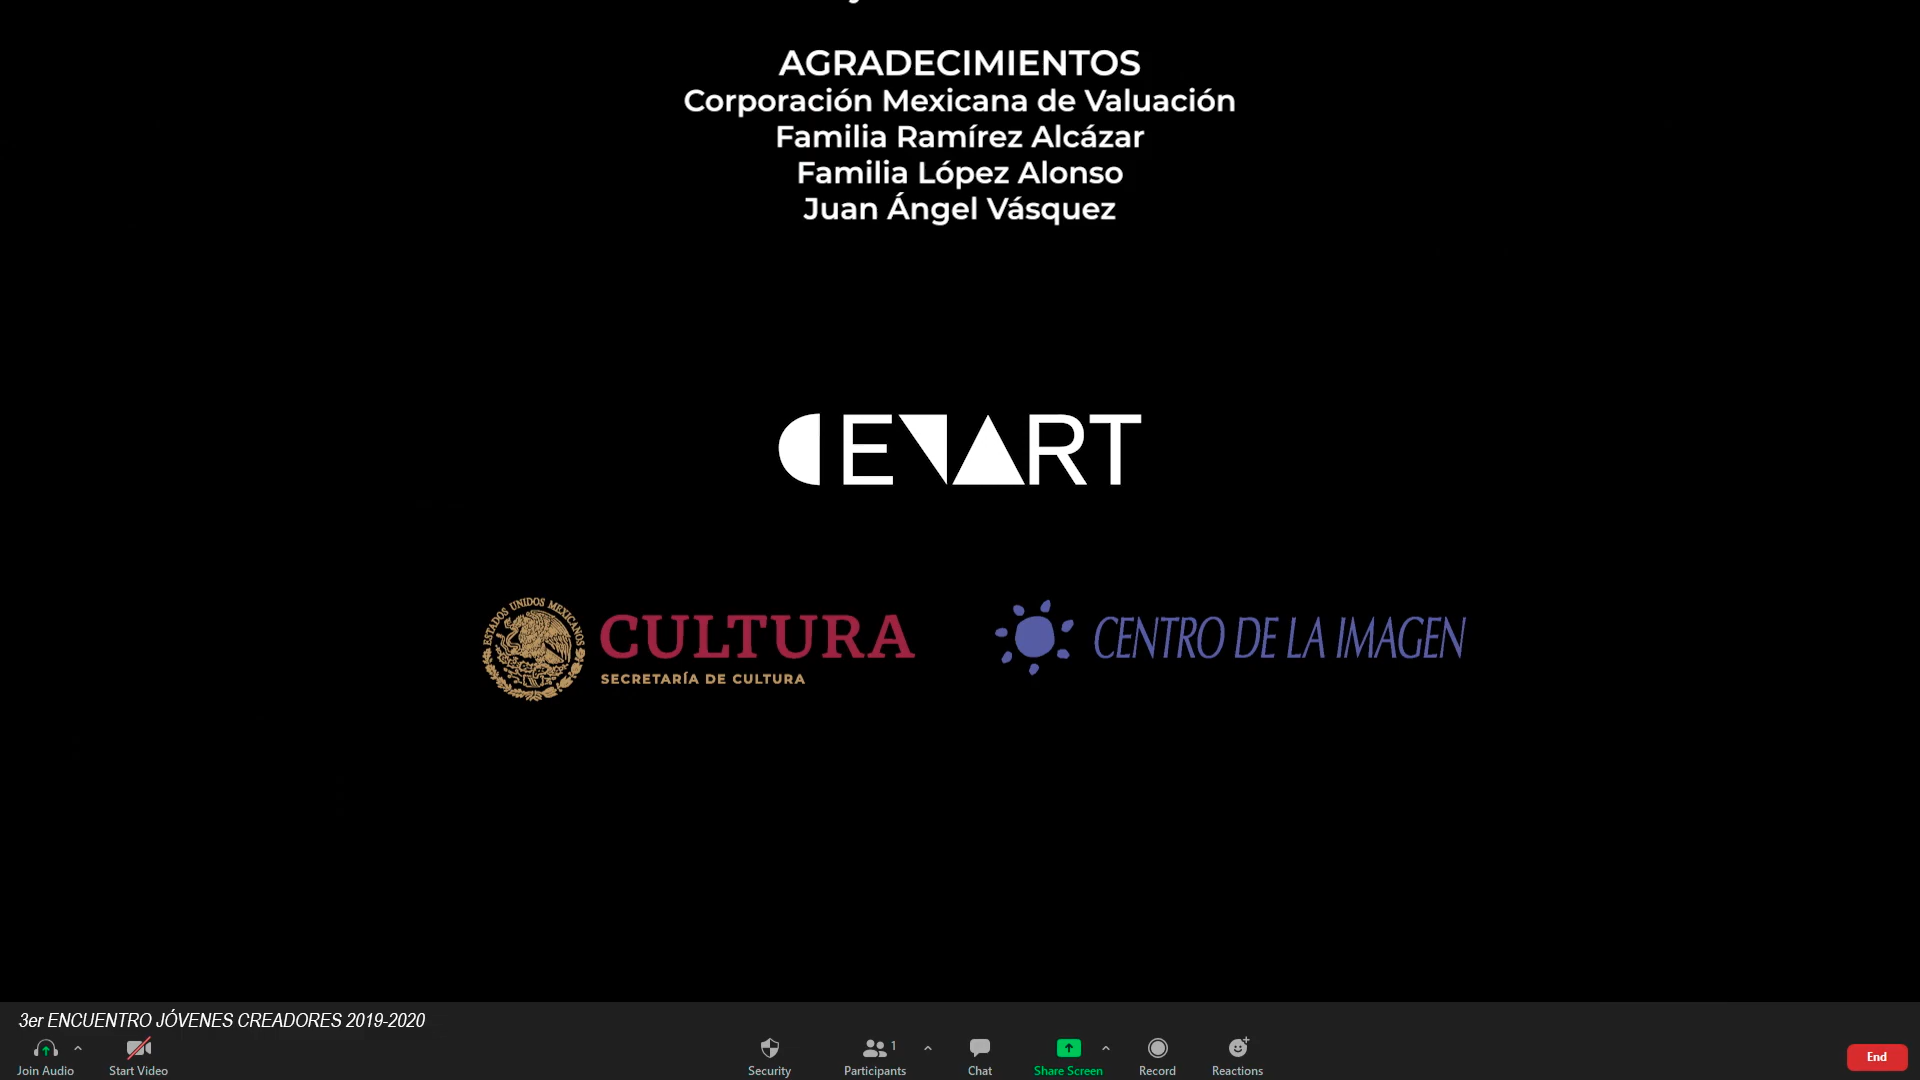 AGRADECIMIENTOS
Corporación Mexicana de Valuación
Familia Ramírez Alcázar
Familia López Alonso
Juan Ángel Vásquez
CENART
ESTADOS UNIDOS MEXICANOS
CULTURA
SECRETARÍA DE CULTURA
CENTRO DE LA IMAGEN
3er ENCUENTRO JÓVENES CREADORES 2019-2020
Join Audio
Start Video
Security
Participants 1
Chat
Share Screen
Record
Reactions
End